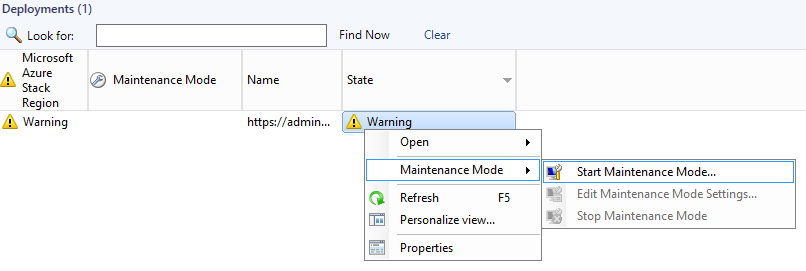 Deployments (1)
Look for:
Find Now
Clear
Microsoft
Azure
Stack
Region
Maintenance Mode
Name
State
Warning
https://admin...
Warning
Open
Maintenance Mode
Refresh F5
Personalize view...
Properties
Start Maintenance Mode...
Edit Maintenance Mode Settings...
Stop Maintenance Mode